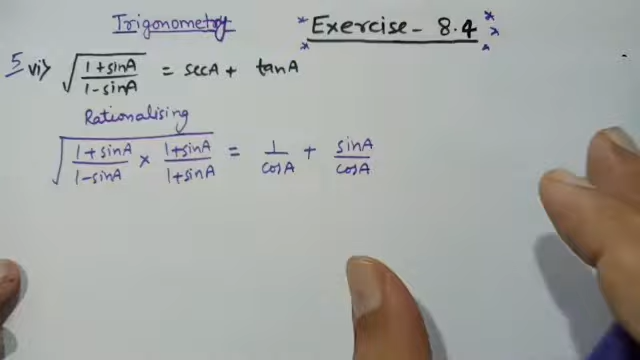 Trigonometry
* Exercise - 8.4 *
5 vi) √(1+sinA / 1-sinA) = secA + tanA
Rationalising
√(1+sinA / 1-sinA × 1+sinA / 1+sinA) = 1/cosA + sinA/cosA